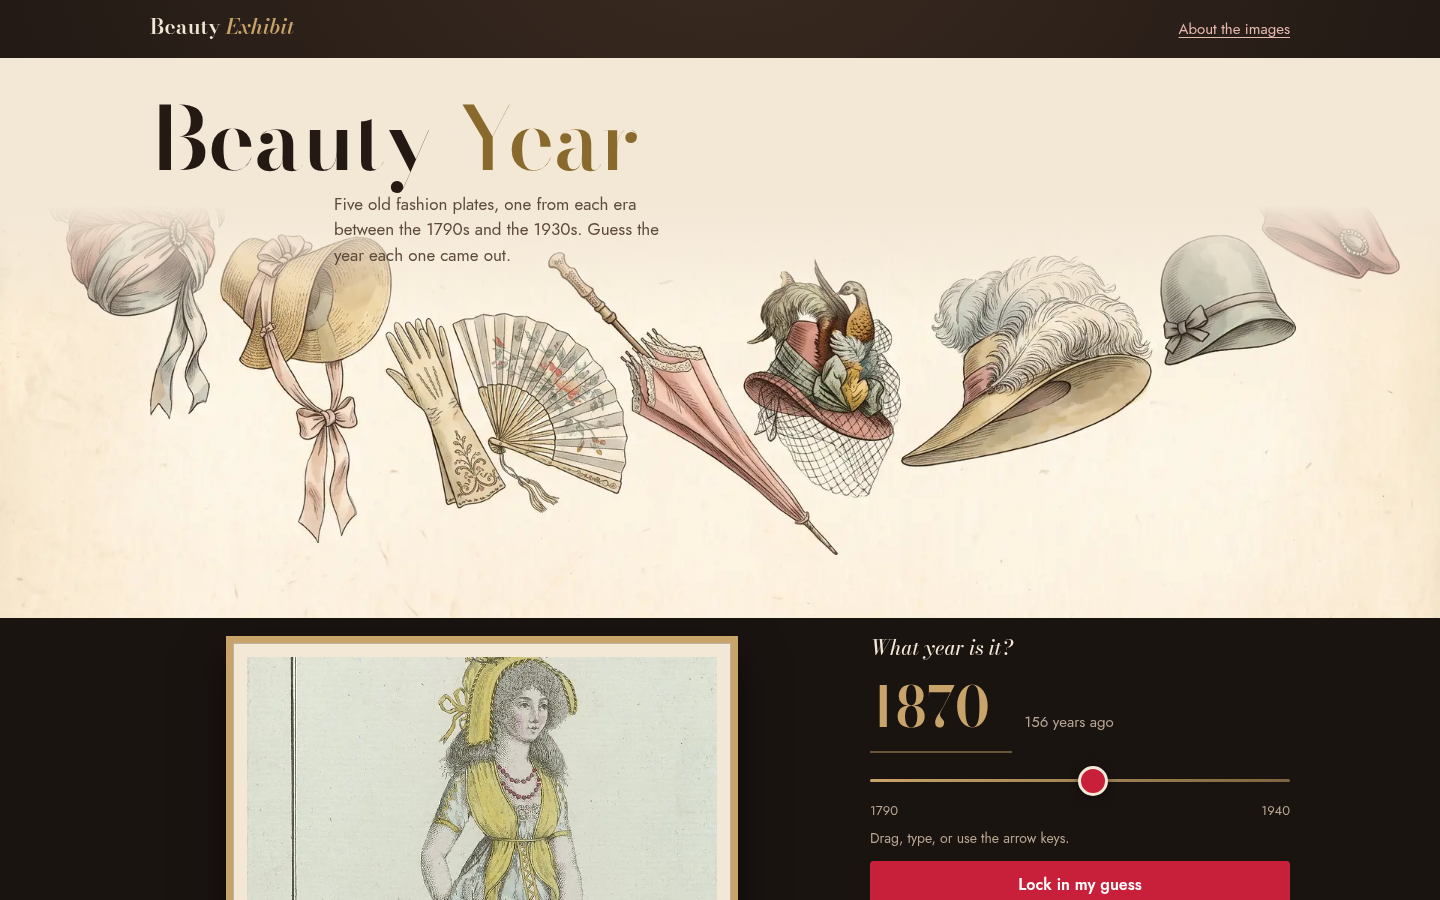 Beauty Exhibit
About the images
Beauty Year
Five old fashion plates, one from each era
between the 1790s and the 1930s. Guess the
year each one came out.
What year is it?
1870
156 years ago
1790
1940
Drag, type, or use the arrow keys.
Lock in my guess